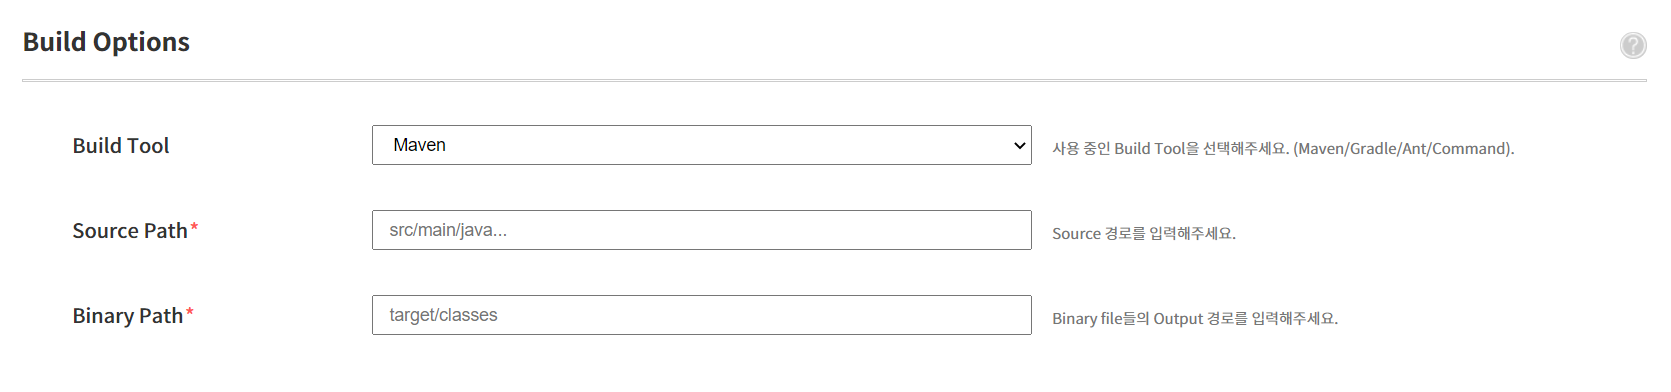 Build Options
?
Build Tool
Maven
사용 중인 Build Tool을 선택해주세요. (Maven/Gradle/Ant/Command).
Source Path*
src/main/java...
Source 경로를 입력해주세요.
Binary Path*
target/classes
Binary file들의 Output 경로를 입력해주세요.